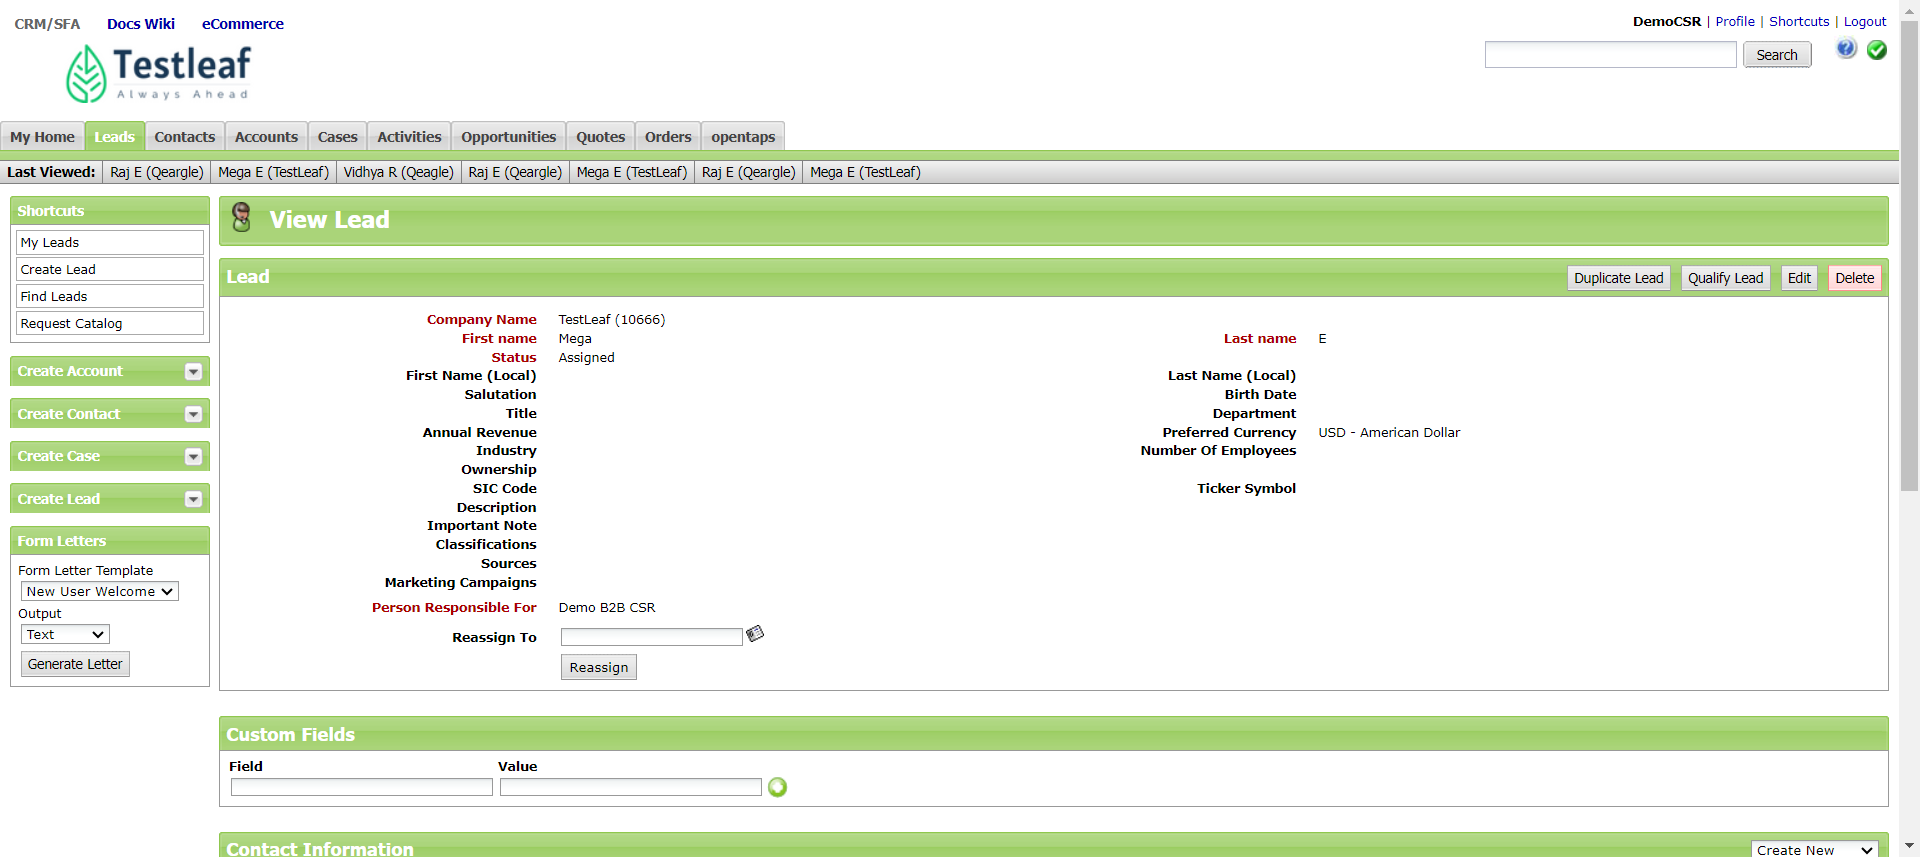 CRM/SFA Docs Wiki eCommerce
DemoCSR | Profile | Shortcuts | Logout
Testleaf
Always Ahead
Search
My Home Leads Contacts Accounts Cases Activities Opportunities Quotes Orders opentaps
Last Viewed: Raj E (Qeargle) Mega E (TestLeaf) Vidhya R (Qeagle) Raj E (Qeargle) Mega E (TestLeaf) Raj E (Qeargle) Mega E (TestLeaf)
Shortcuts
My Leads
Create Lead
Find Leads
Request Catalog
Create Account
Create Contact
Create Case
Create Lead
Form Letters
Form Letter Template
New User Welcome
Output
Text
Generate Letter
View Lead
Lead Duplicate Lead Qualify Lead Edit Delete
Company Name TestLeaf (10666)
First name Mega Last name E
Status Assigned
First Name (Local) Last Name (Local)
Salutation Birth Date
Title Department
Annual Revenue Preferred Currency USD - American Dollar
Industry Number Of Employees
Ownership
SIC Code Ticker Symbol
Description
Important Note
Classifications
Sources
Marketing Campaigns
Person Responsible For Demo B2B CSR
Reassign To
Reassign
Custom Fields
Field Value
Contact Information Create New